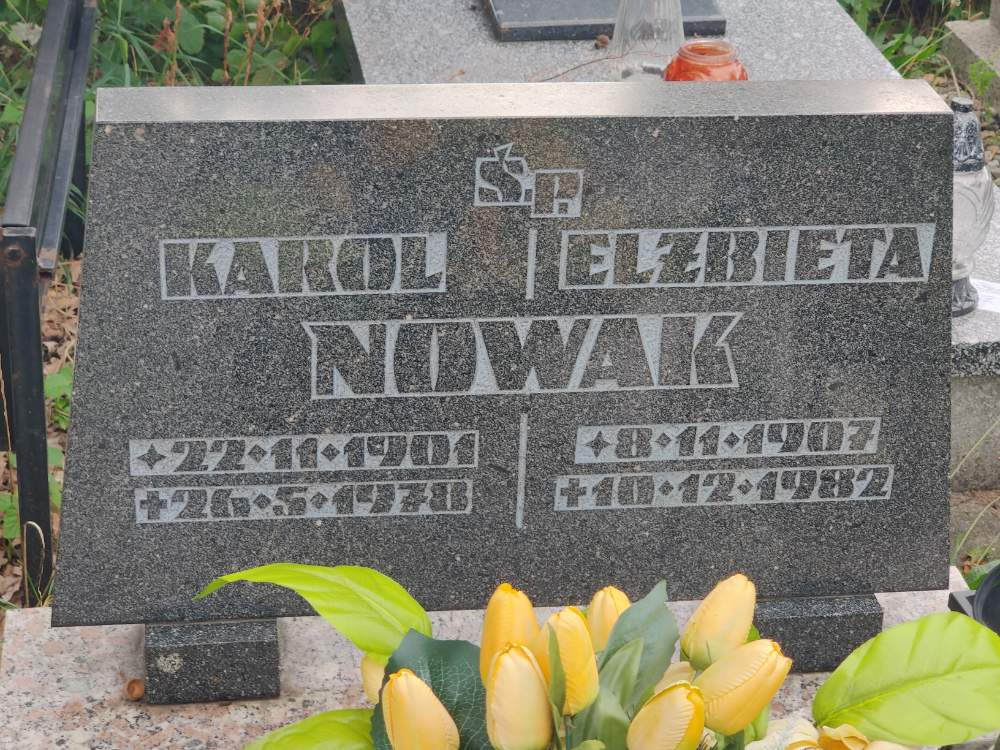 Ś.P.
KAROL ELŻBIETA
NOWAK
✦22•11•1901 ✦8•11•1907
✝26•5•1978 ✝10•12•1982